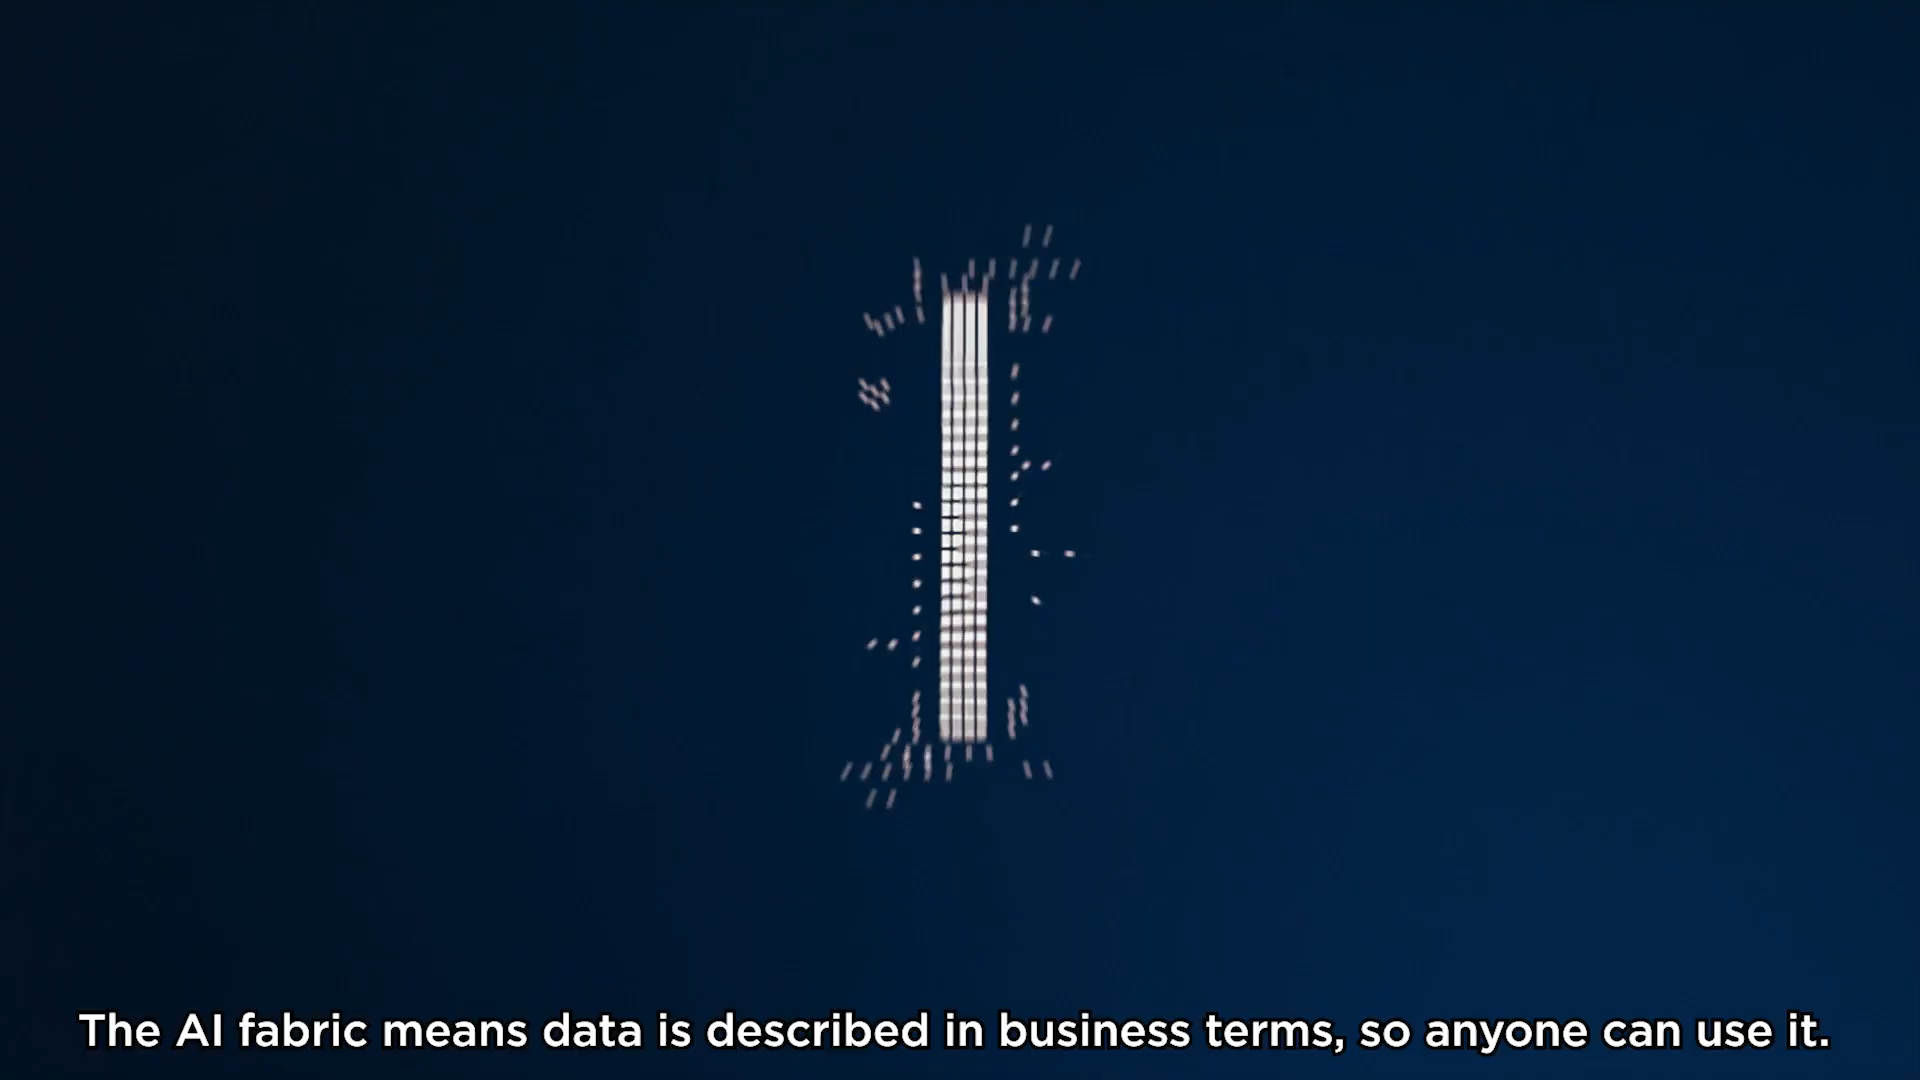 The AI fabric means data is described in business terms, so anyone can use it.